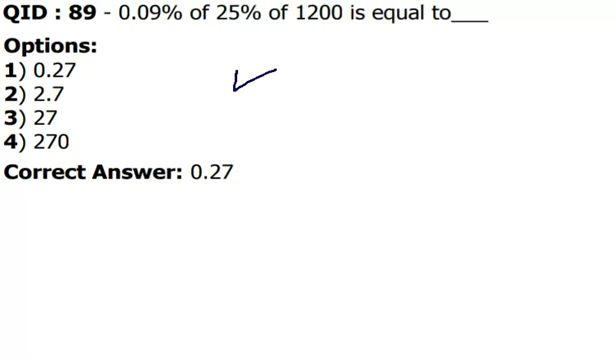 QID : 89 - 0.09% of 25% of 1200 is equal to___
Options:
1) 0.27
2) 2.7
3) 27
4) 270
Correct Answer: 0.27